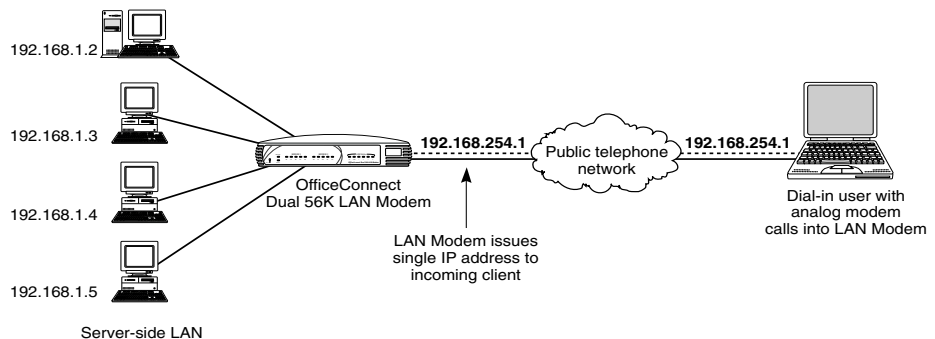 192.168.1.2
192.168.1.3
192.168.1.4
192.168.1.5
Server-side LAN
OfficeConnect
Dual 56K LAN Modem
192.168.254.1
LAN Modem issues
single IP address to
incoming client
Public telephone
network
192.168.254.1
Dial-in user with
analog modem
calls into LAN Modem